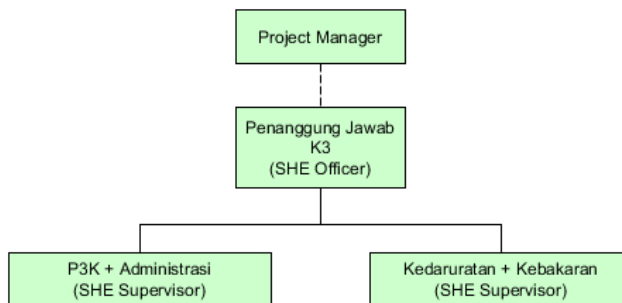 Project Manager
Penanggung Jawab
K3
(SHE Officer)
P3K + Administrasi
(SHE Supervisor)
Kedaruratan + Kebakaran
(SHE Supervisor)